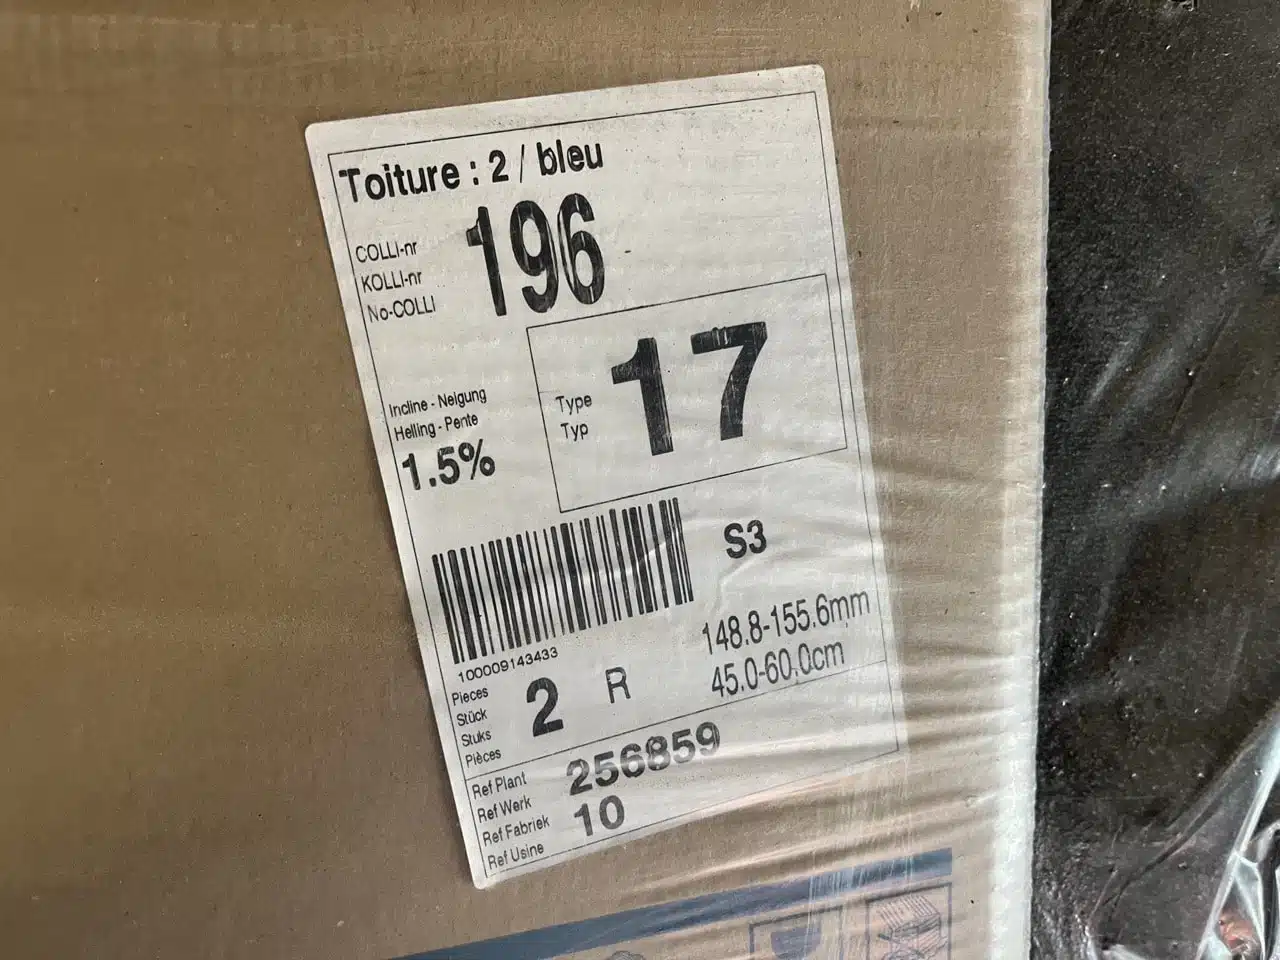 Toiture : 2 / bleu
COLLI-nr
KOLLI-nr
No-COLLI
196
Incline - Neigung
Helling - Pente
1.5%
Type
Typ
17
S3
100009143433
148.8-155.6mm
45.0-60.0cm
Pieces
Stück
Stuks
Pièces
2 R
Ref Plant
Ref Werk
Ref Fabriek
Ref Usine
256859
10